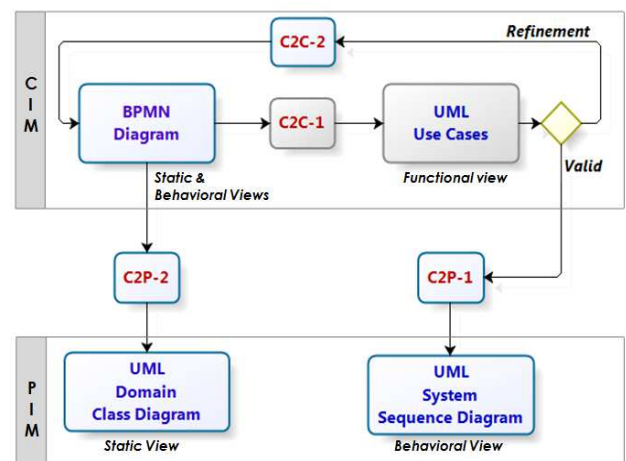 C2C-2
Refinement
C
I
M
BPMN
Diagram
C2C-1
UML
Use Cases
Valid
Static &
Behavioral Views
Functional view
C2P-2
C2P-1
P
I
M
UML
Domain
Class Diagram
UML
System
Sequence Diagram
Static View
Behavioral View